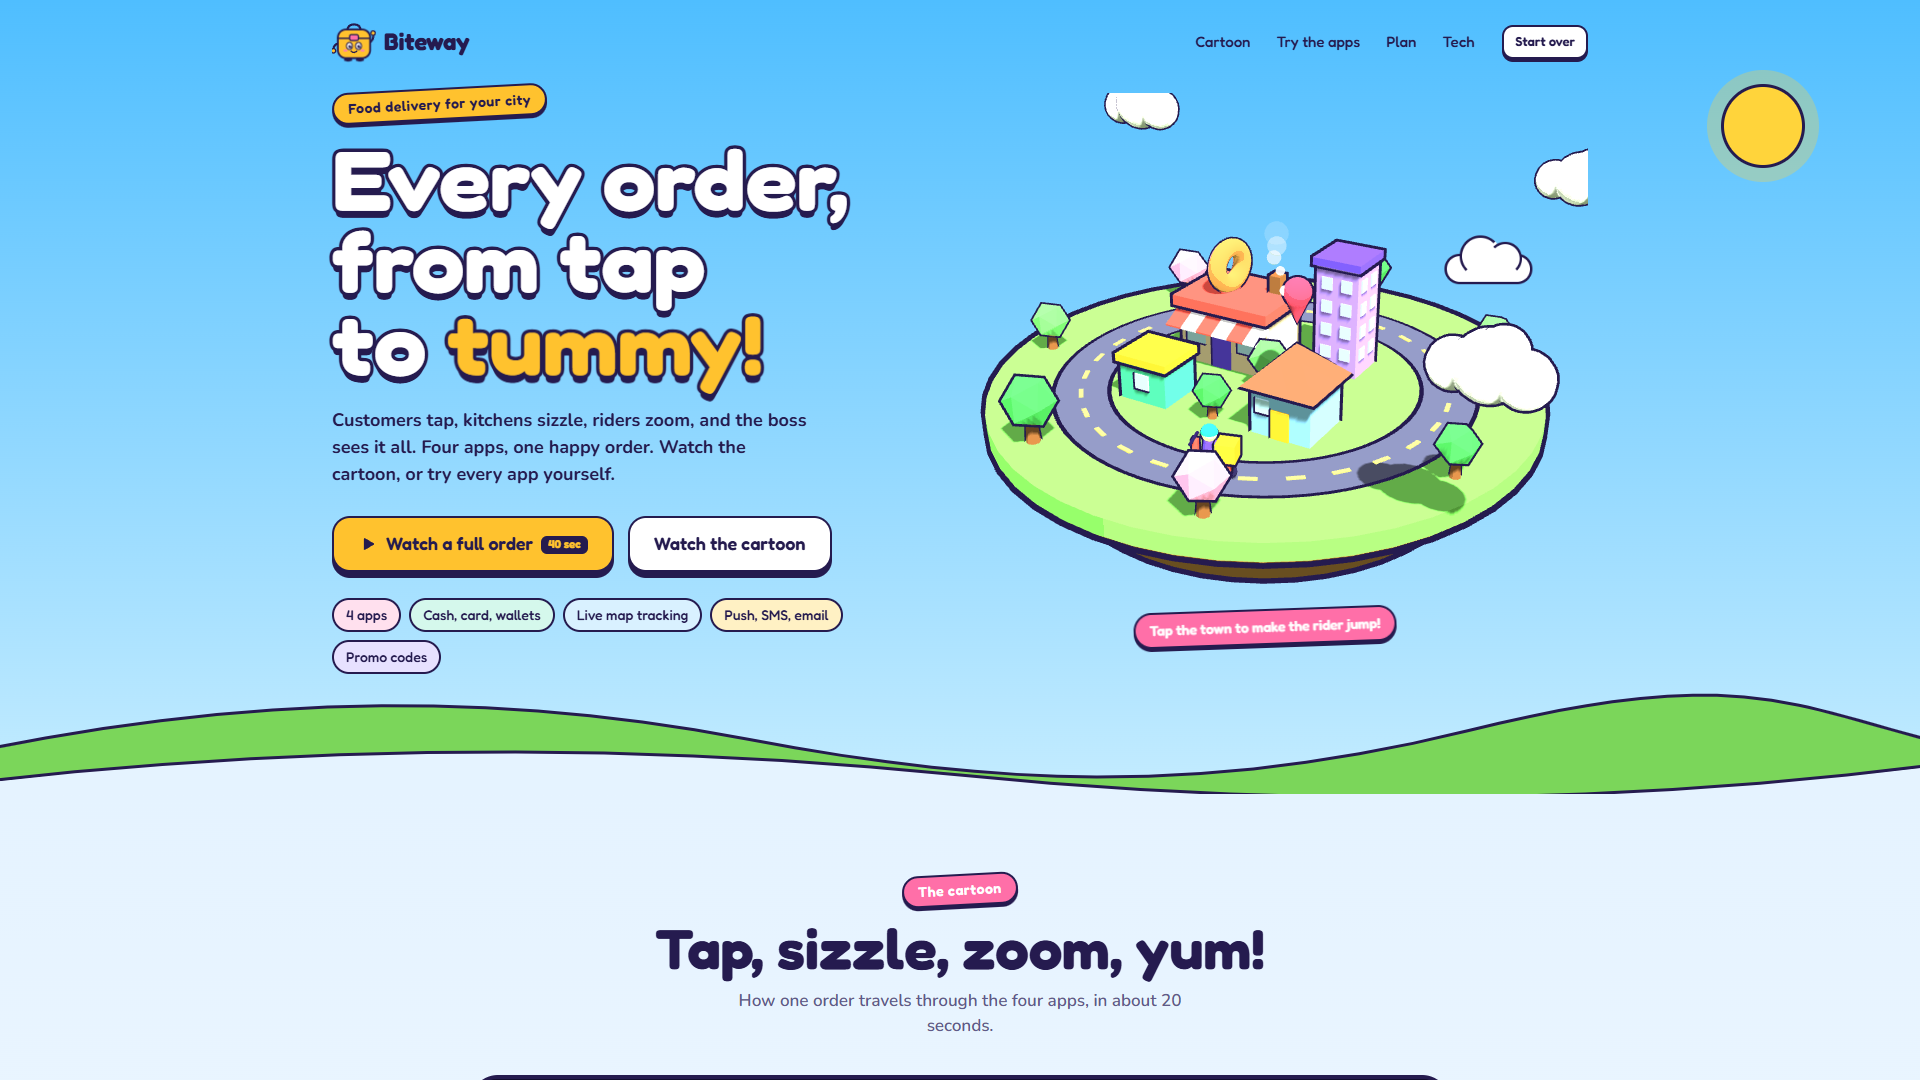 Biteway
Cartoon
Try the apps
Plan
Tech
Start over
Food delivery for your city
Every order,
from tap
to tummy!
Customers tap, kitchens sizzle, riders zoom, and the boss
sees it all. Four apps, one happy order. Watch the
cartoon, or try every app yourself.
Watch a full order 40 sec
Watch the cartoon
4 apps
Cash, card, wallets
Live map tracking
Push, SMS, email
Promo codes
Tap the town to make the rider jump!
The cartoon
Tap, sizzle, zoom, yum!
How one order travels through the four apps, in about 20
seconds.